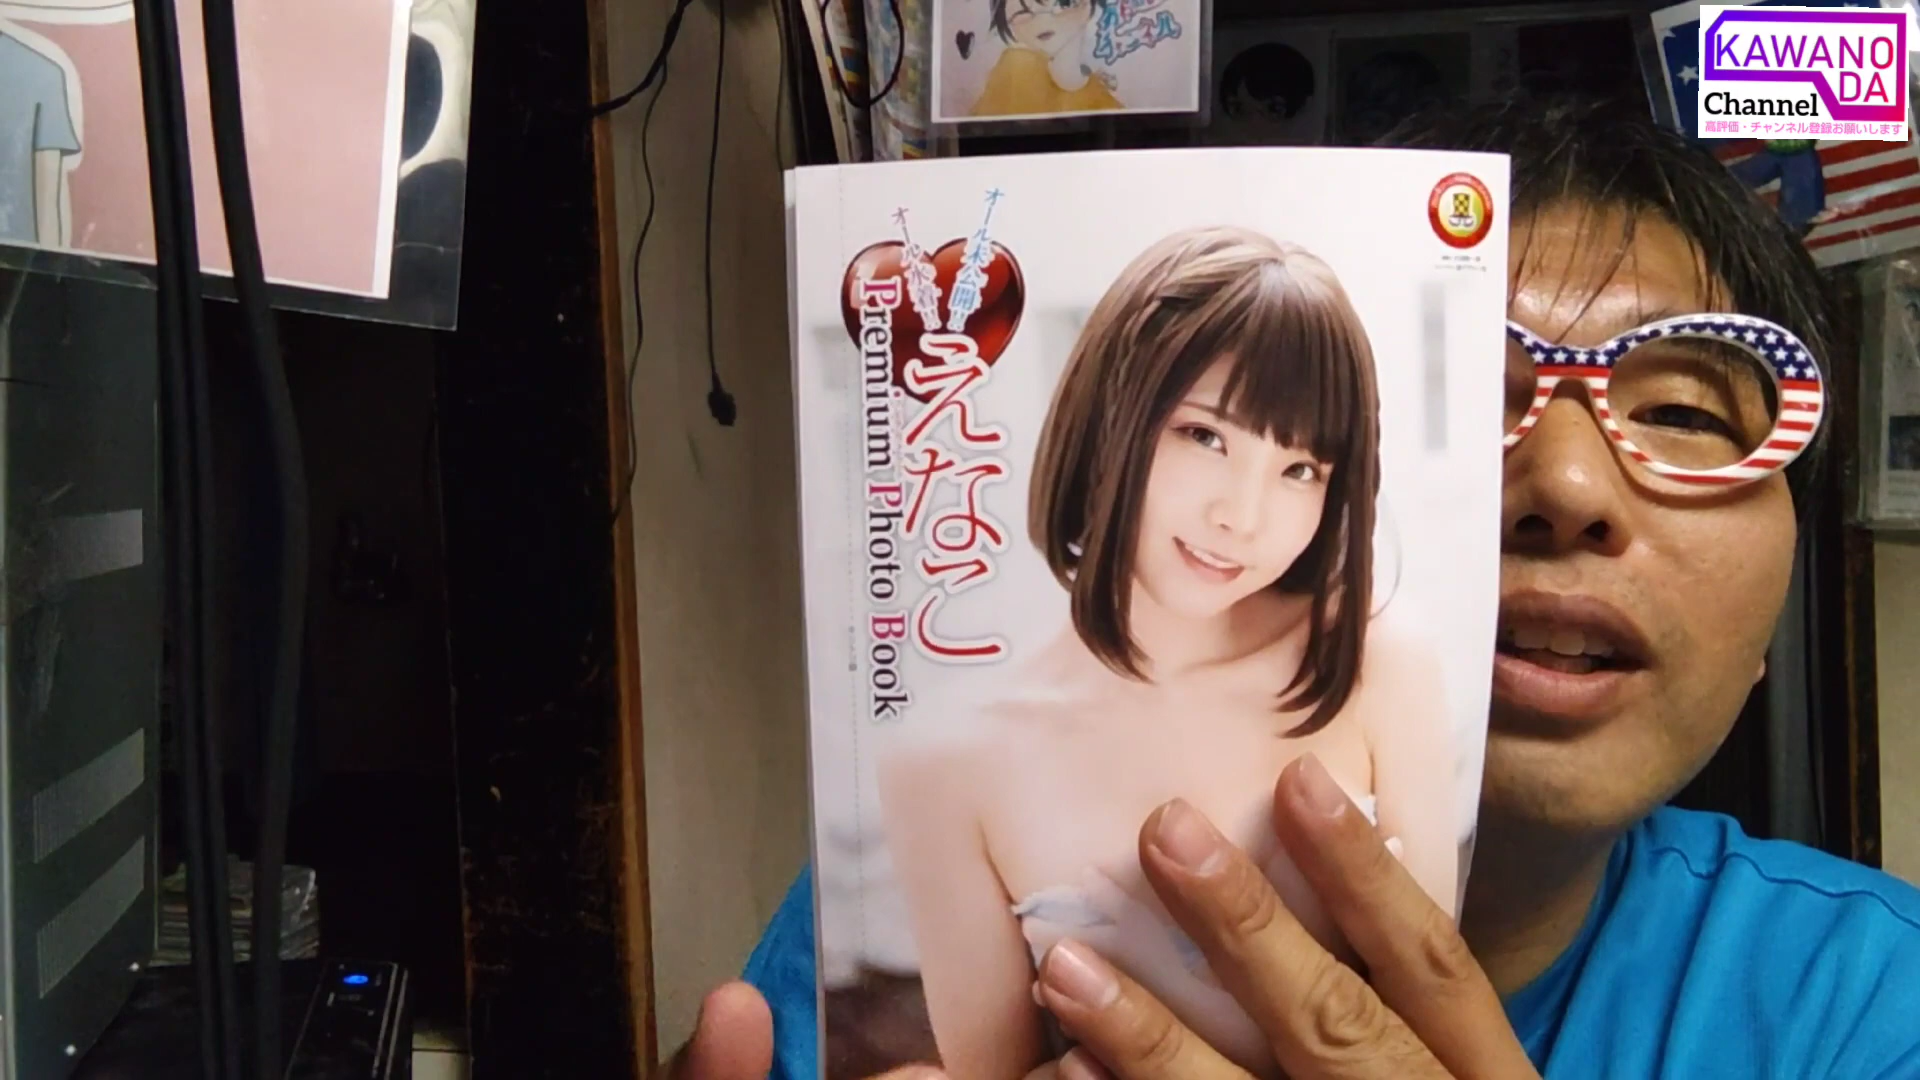 KAWANO
DA
Channel
高評価・チャンネル登録お願いします
オール未公開!!
オール水着!!
えなこ
Premium Photo Book